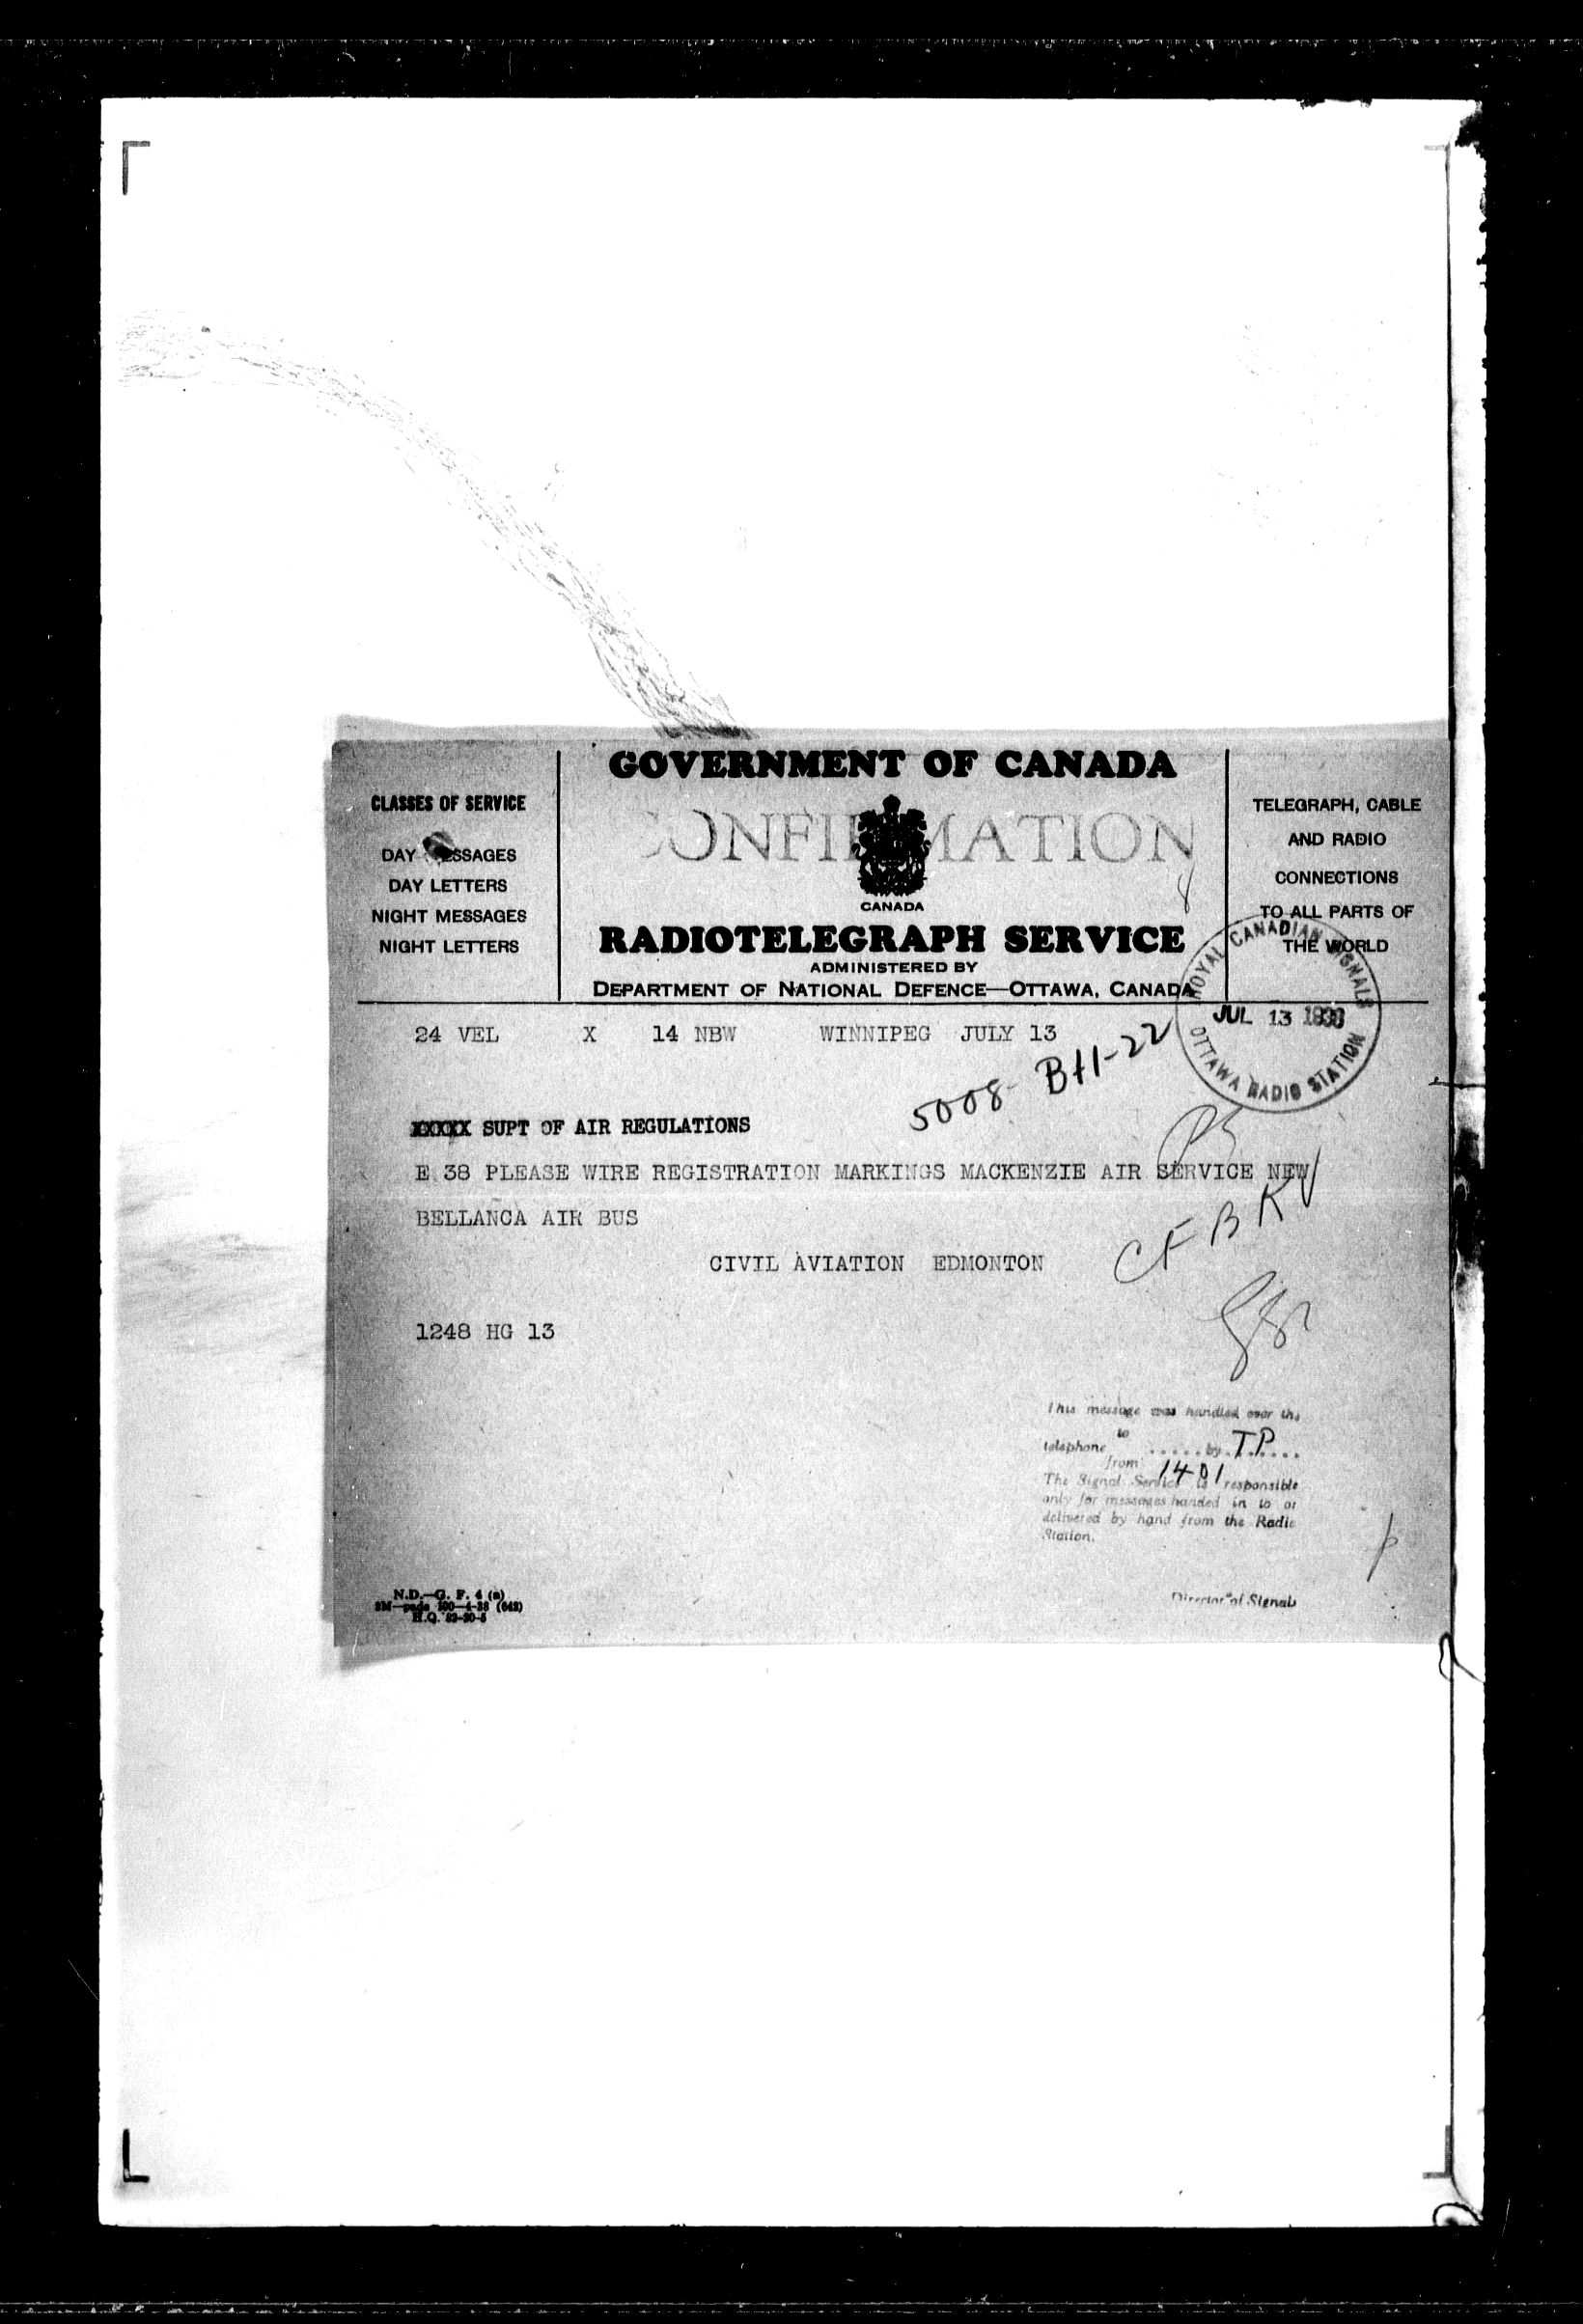 GOVERNMENT OF CANADA
CLASSES OF SERVICE
DAY MESSAGES
DAY LETTERS
NIGHT MESSAGES
NIGHT LETTERS
CONFIRMATION
CANADA
RADIOTELEGRAPH SERVICE
ADMINISTERED BY
DEPARTMENT OF NATIONAL DEFENCE—OTTAWA, CANADA
TELEGRAPH, CABLE
AND RADIO
CONNECTIONS
TO ALL PARTS OF
THE WORLD
ROYAL CANADIAN SIGNALS
JUL 13 193
OTTAWA RADIO STATION
24 VEL X 14 NBW WINNIPEG JULY 13
5008- B11-22
XXXXX SUPT OF AIR REGULATIONS
E 38 PLEASE WIRE REGISTRATION MARKINGS MACKENZIE AIR SERVICE NEW
BELLANCA AIR BUS
CF BKV
CIVIL AVIATION EDMONTON
1248 HG 13
This message was handled over the
to
telephone ..... by TP....
from 1401
The Signal Service is responsible
only for messages handed in to or
delivered by hand from the Radio
Station.
Director of Signals
N.D.—G. F. 4 (a)
H.Q.